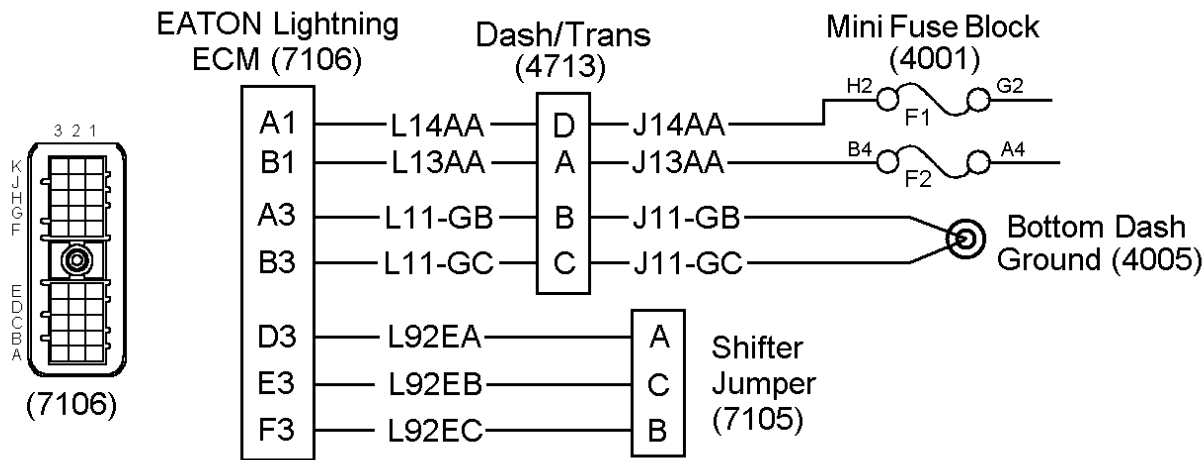 EATON Lightning
ECM (7106)
Dash/Trans
(4713)
Mini Fuse Block
(4001)
A1 L14AA D J14AA H2 F1 G2
B1 L13AA A J13AA B4 F2 A4
A3 L11-GB B J11-GB
B3 L11-GC C J11-GC
Bottom Dash
Ground (4005)
D3 L92EA A
E3 L92EB C
F3 L92EC B
Shifter
Jumper
(7105)
3 2 1
K
J
H
G
F
E
D
C
B
A
(7106)